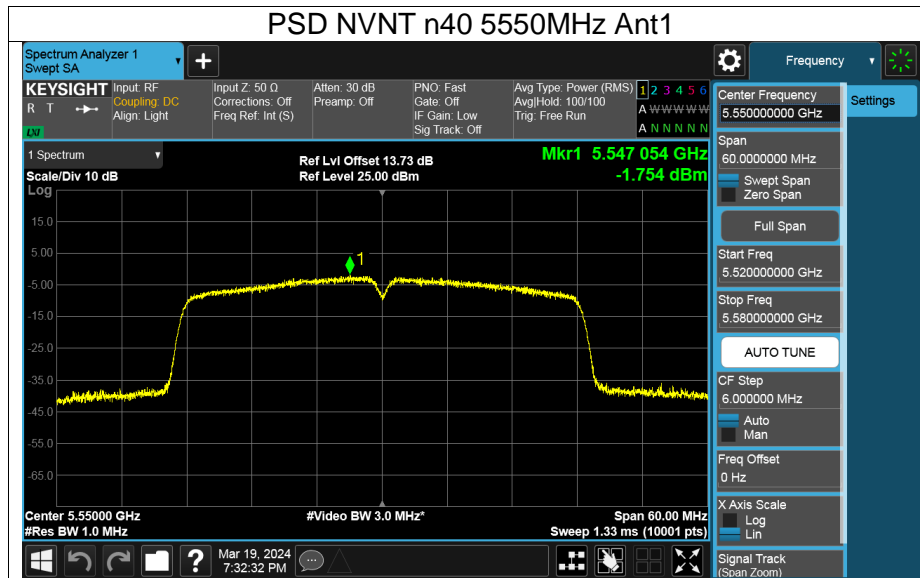 PSD NVNT n40 5550MHz Ant1
Spectrum Analyzer 1
Swept SA
+
Frequency
KEYSIGHT
R T
LXI
Input: RF
Coupling: DC
Align: Light
Input Z: 50 Ω
Corrections: Off
Freq Ref: Int (S)
Atten: 30 dB
Preamp: Off
PNO: Fast
Gate: Off
IF Gain: Low
Sig Track: Off
Avg Type: Power (RMS)
Avg|Hold: 100/100
Trig: Free Run
1 2 3 4 5 6
A W W W W W
A N N N N N
1 Spectrum
Scale/Div 10 dB
Ref Lvl Offset 13.73 dB
Ref Level 25.00 dBm
Mkr1 5.547 054 GHz
-1.754 dBm
Log
15.0
5.00
-5.00
-15.0
-25.0
-35.0
-45.0
-55.0
-65.0
1
Center 5.55000 GHz
#Res BW 1.0 MHz
#Video BW 3.0 MHz*
Span 60.00 MHz
Sweep 1.33 ms (10001 pts)
Center Frequency
5.550000000 GHz
Settings
Span
60.0000000 MHz
Swept Span
Zero Span
Full Span
Start Freq
5.520000000 GHz
Stop Freq
5.580000000 GHz
AUTO TUNE
CF Step
6.000000 MHz
Auto
Man
Freq Offset
0 Hz
X Axis Scale
Log
Lin
Signal Track
(Span Zoom)
?
Mar 19, 2024
7:32:32 PM